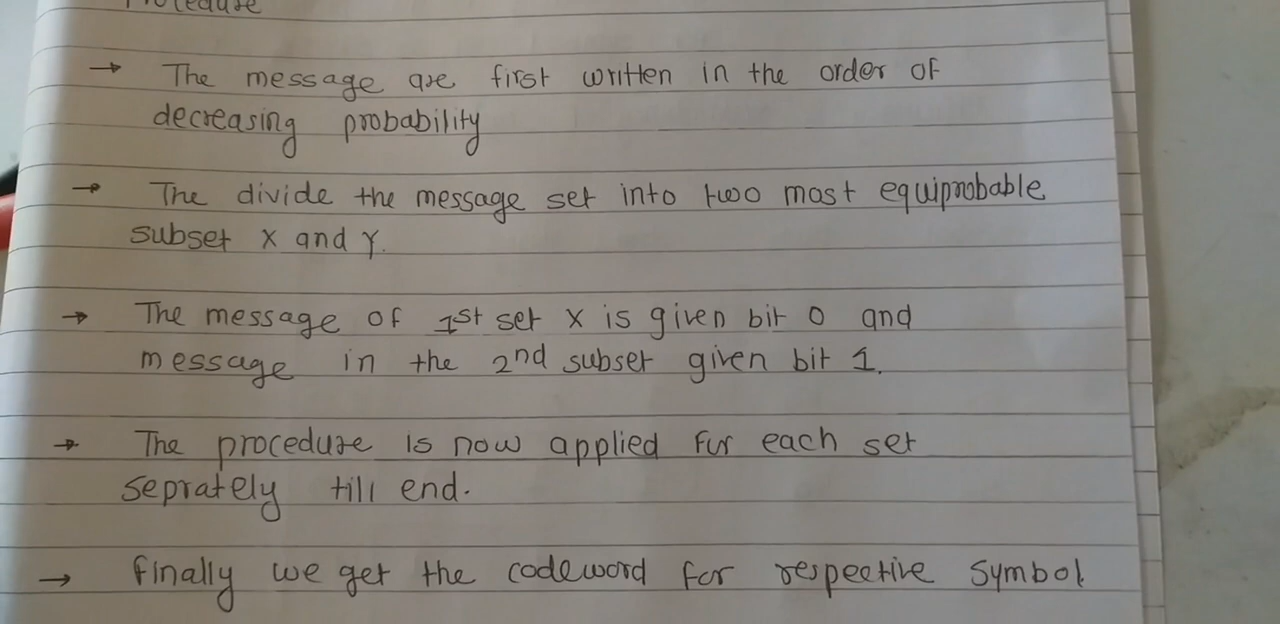 Procedure
→ The message are first written in the order of
decreasing probability
→ The divide the message set into two most equiprobable
subset X and Y.
→ The message of 1st set X is given bit 0 and
message in the 2nd subset given bit 1.
→ The procedure is now applied fur each set
seprately till end.
→ finally we get the codeword for respective symbol